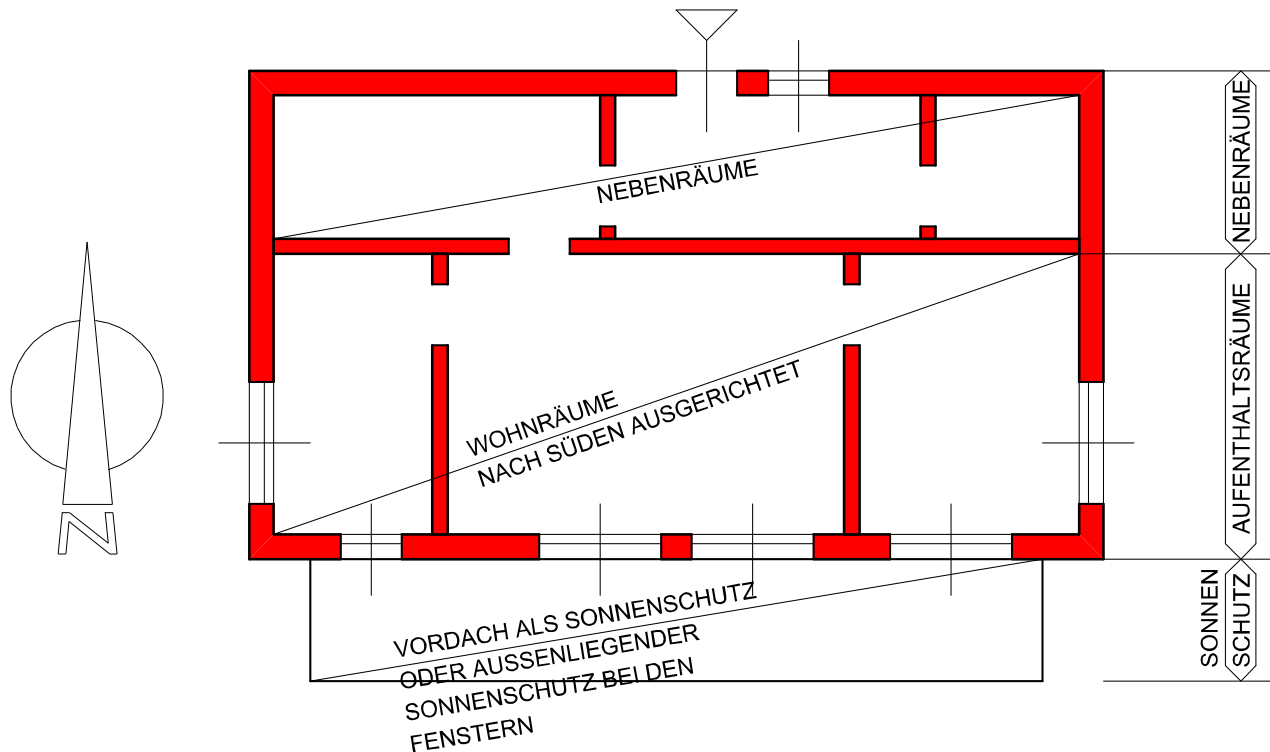 NEBENRÄUME
NEBENRÄUME
WOHNRÄUME
NACH SÜDEN AUSGERICHTET
AUFENTHALTSRÄUME
N
VORDACH ALS SONNENSCHUTZ
ODER AUSSENLIEGENDER
SONNENSCHUTZ BEI DEN
FENSTERN
SONNEN
SCHUTZ